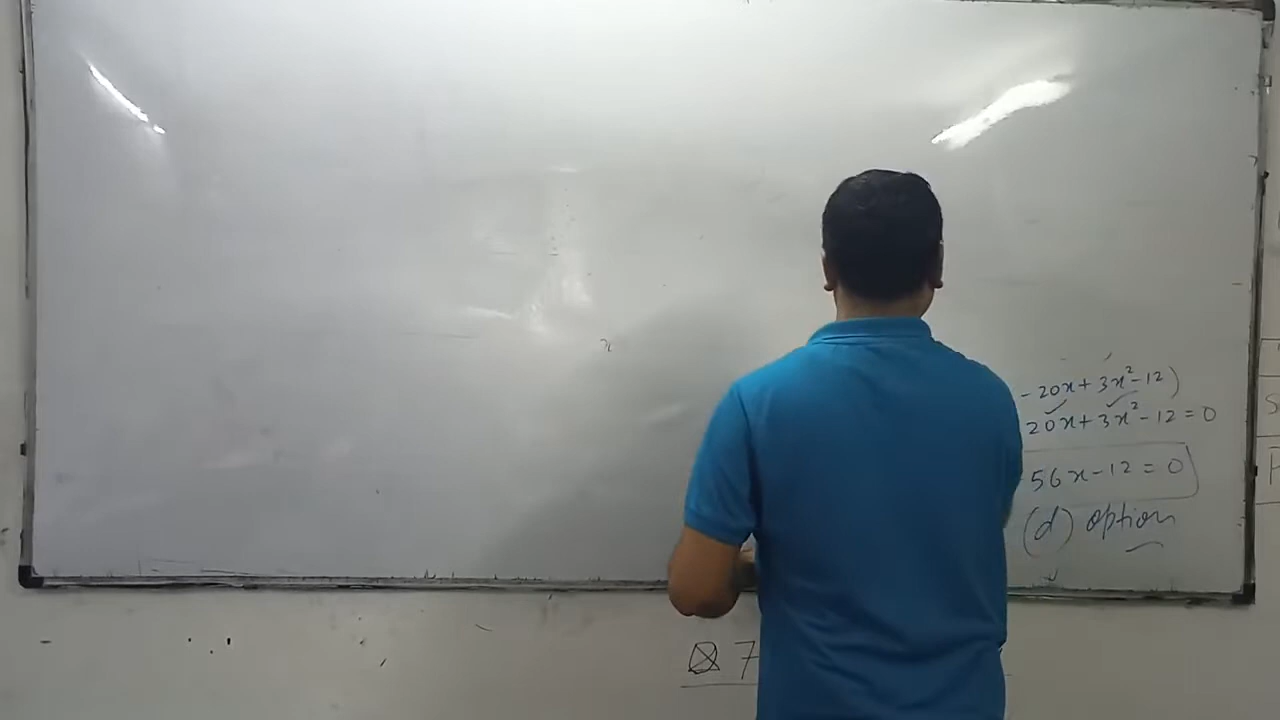 x
- 20x + 3x² - 12)
20x + 3x² - 12 = 0
56x - 12 = 0
(d) option
Q 7
S
P